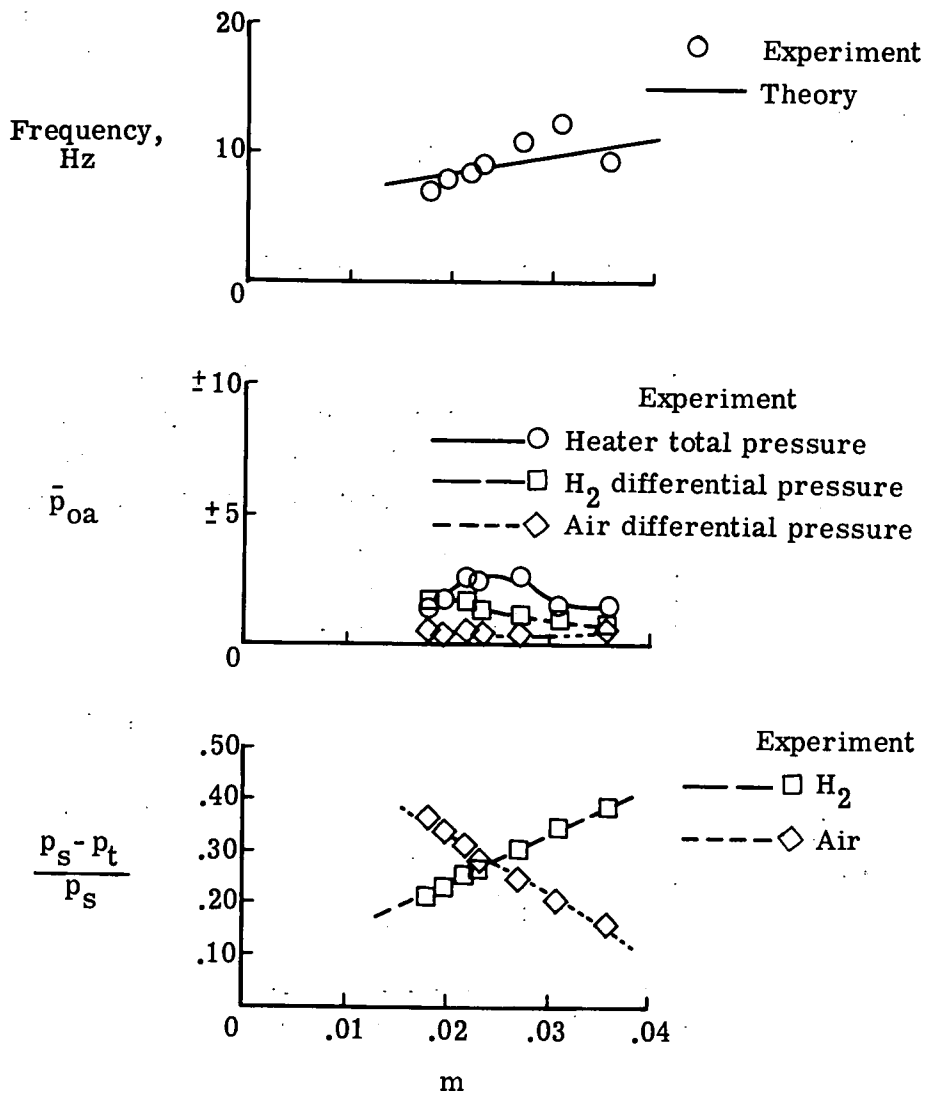 20
10
0
Frequency,
Hz
Experiment
Theory
±10
±5
0
p̄oa
Experiment
Heater total pressure
H2 differential pressure
Air differential pressure
.50
.40
.30
.20
.10
0
ps - pt
ps
Experiment
H2
Air
.01 .02 .03 .04
m